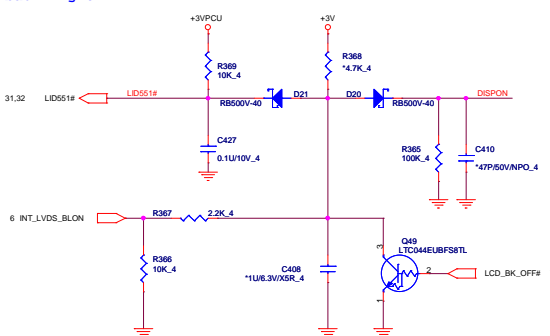 +3VPCU
+3V
R369
10K_4
R368
*4.7K_4
31,32
LID551#
LID551#
D21
D20
DISPON
RB500V-40
RB500V-40
C427
0.1U/10V_4
R365
100K_4
C410
*47P/50V/NPO_4
6
INT_LVDS_BLON
R367
2.2K_4
R366
10K_4
C408
*1U/6.3V/X5R_4
3
Q49
LTC044EUBFS8TL
2
LCD_BK_OFF#
1